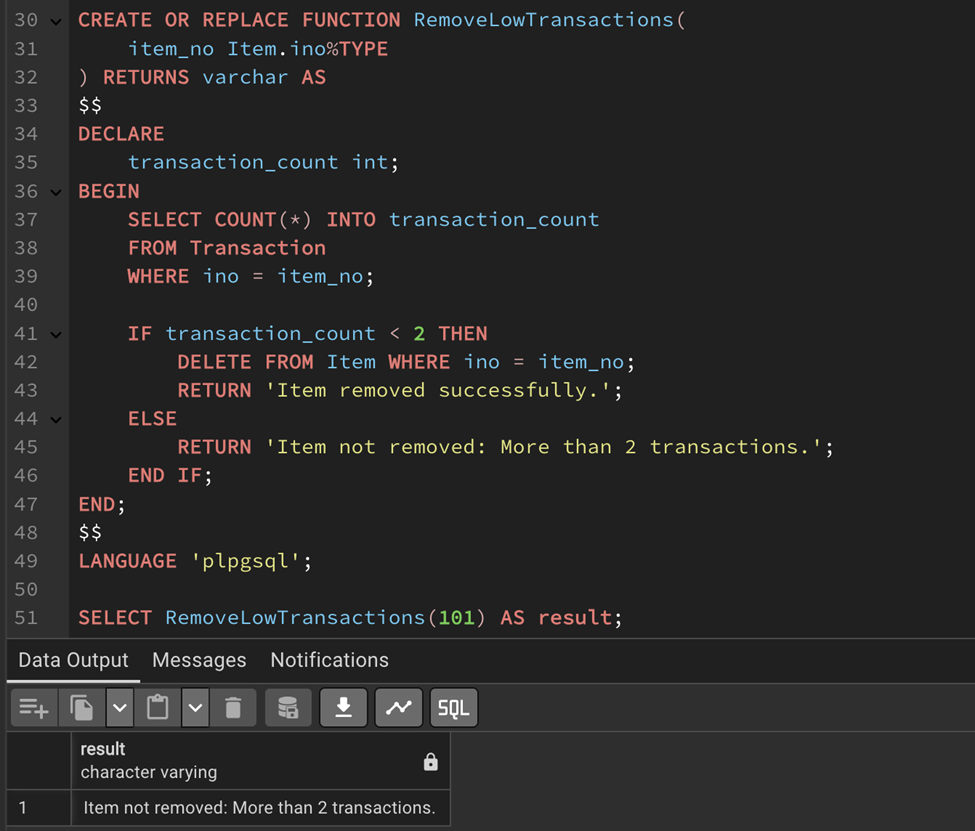 30 CREATE OR REPLACE FUNCTION RemoveLowTransactions(
31     item_no Item.ino%TYPE
32 ) RETURNS varchar AS
33 $$
34 DECLARE
35     transaction_count int;
36 BEGIN
37     SELECT COUNT(*) INTO transaction_count
38     FROM Transaction
39     WHERE ino = item_no;
40
41     IF transaction_count < 2 THEN
42         DELETE FROM Item WHERE ino = item_no;
43         RETURN 'Item removed successfully.';
44     ELSE
45         RETURN 'Item not removed: More than 2 transactions.';
46     END IF;
47 END;
48 $$
49 LANGUAGE 'plpgsql';
50
51 SELECT RemoveLowTransactions(101) AS result;
Data Output Messages Notifications
SQL
result
character varying
1 Item not removed: More than 2 transactions.